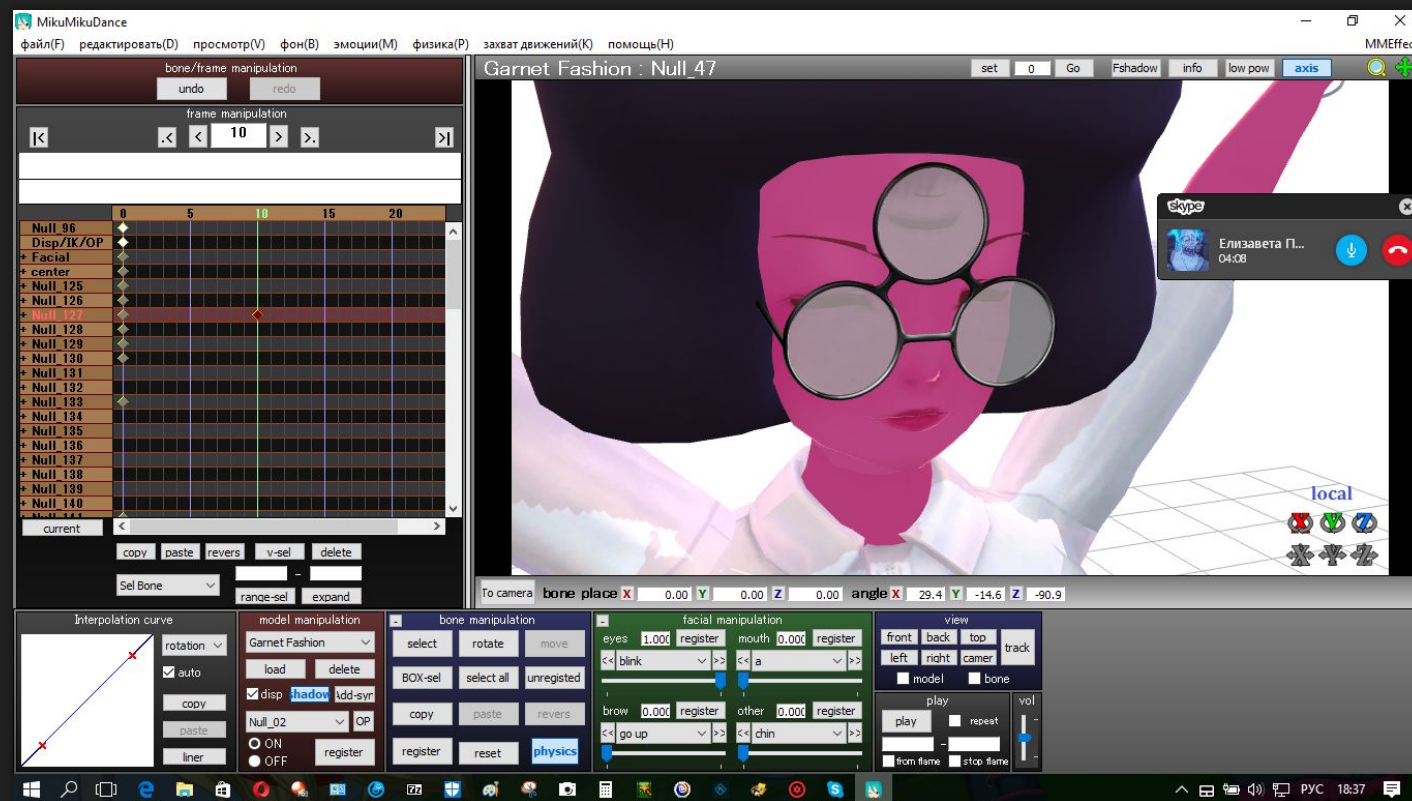 MikuMikuDance
файл(F) редактировать(D) просмотр(V) фон(B) эмоции(M) физика(P) захват движений(K) помощь(H)
MMEffec
bone/frame manipulation
undo redo
frame manipulation
10
Garnet Fashion : Null_47
set 0 Go Fshadow info low pow axis
0 5 10 15 20
Null_96
Disp/IK/OP
+ Facial
+ center
+ Null_125
+ Null_126
+ Null_127
+ Null_128
+ Null_129
+ Null_130
+ Null_131
+ Null_132
+ Null_133
+ Null_134
+ Null_135
+ Null_136
+ Null_137
+ Null_138
+ Null_139
+ Null_140
current
copy paste revers v-sel delete
Sel Bone -
range-sel expand
skype
Елизавета П...
04:08
local
X Y Z
X Y Z
To camera bone place X 0.00 Y 0.00 Z 0.00 angle X 29.4 Y -14.6 Z -90.9
Interpolation curve
rotation
auto
copy
paste
liner
model manipulation
Garnet Fashion
load delete
disp shadow Add-syn
Null_02 OP
ON
OFF
register
- bone manipulation
select rotate move
BOX-sel select all unregisted
copy paste revers
register reset physics
- facial manipulation
eyes 1.000 register mouth 0.000 register
<< blink >> << a >>
brow 0.000 register other 0.000 register
<< go up >> << chin >>
view
front back top
left right camer
track
model bone
play
play repeat
-
from flame stop flame
vol
РУС 18:37